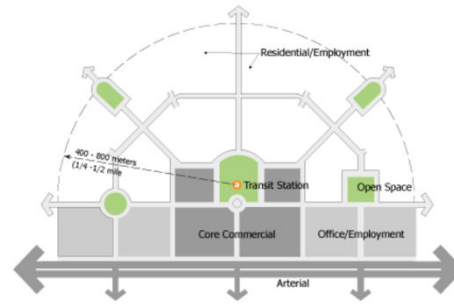 Residential/Employment
400 - 800 meters
(1/4 -1/2 mile
Transit Station
Open Space
Core Commercial
Office/Employment
Arterial